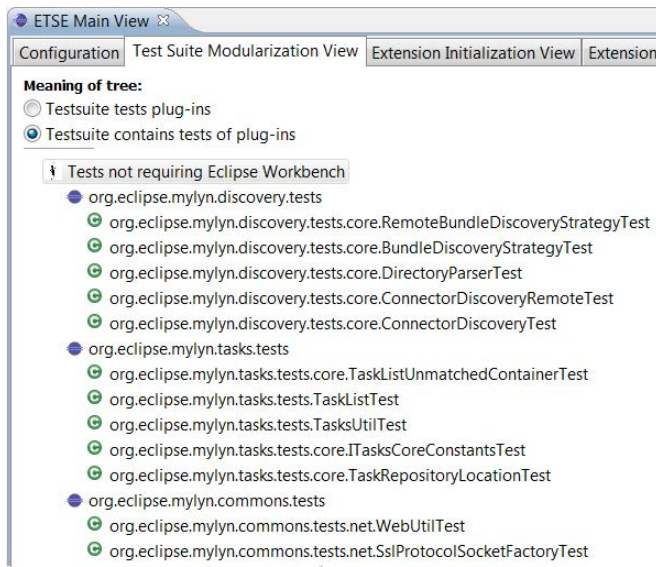 ETSE Main View
Configuration Test Suite Modularization View Extension Initialization View Extension
Meaning of tree:
Testsuite tests plug-ins
Testsuite contains tests of plug-ins
Tests not requiring Eclipse Workbench
org.eclipse.mylyn.discovery.tests
org.eclipse.mylyn.discovery.tests.core.RemoteBundleDiscoveryStrategyTest
org.eclipse.mylyn.discovery.tests.core.BundleDiscoveryStrategyTest
org.eclipse.mylyn.discovery.tests.core.DirectoryParserTest
org.eclipse.mylyn.discovery.tests.core.ConnectorDiscoveryRemoteTest
org.eclipse.mylyn.discovery.tests.core.ConnectorDiscoveryTest
org.eclipse.mylyn.tasks.tests
org.eclipse.mylyn.tasks.tests.core.TaskListUnmatchedContainerTest
org.eclipse.mylyn.tasks.tests.TaskListTest
org.eclipse.mylyn.tasks.tests.TasksUtilTest
org.eclipse.mylyn.tasks.tests.core.ITasksCoreConstantsTest
org.eclipse.mylyn.tasks.tests.core.TaskRepositoryLocationTest
org.eclipse.mylyn.commons.tests
org.eclipse.mylyn.commons.tests.net.WebUtilTest
org.eclipse.mylyn.commons.tests.net.SslProtocolSocketFactoryTest